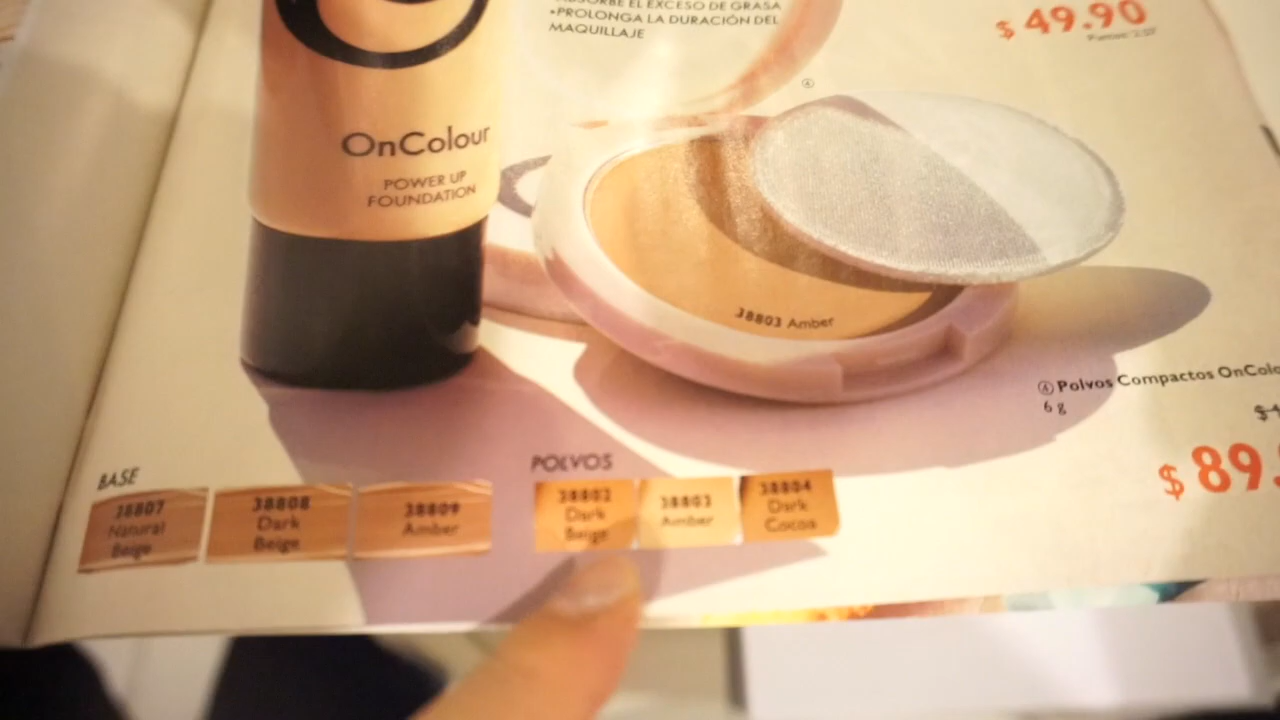 ABSORBE EL EXCESO DE GRASA
•PROLONGA LA DURACIÓN DEL
MAQUILLAJE
$ 49.90
OnColour
POWER UP
FOUNDATION
Ⓐ
38803 Amber
Ⓐ Polvos Compactos OnColo
6 g
$ 89.
BASE
38807
Natural
Beige
38808
Dark
Beige
38809
Amber
POLVOS
38802
Dark
Beige
38803
Amber
38804
Dark
Cocoa